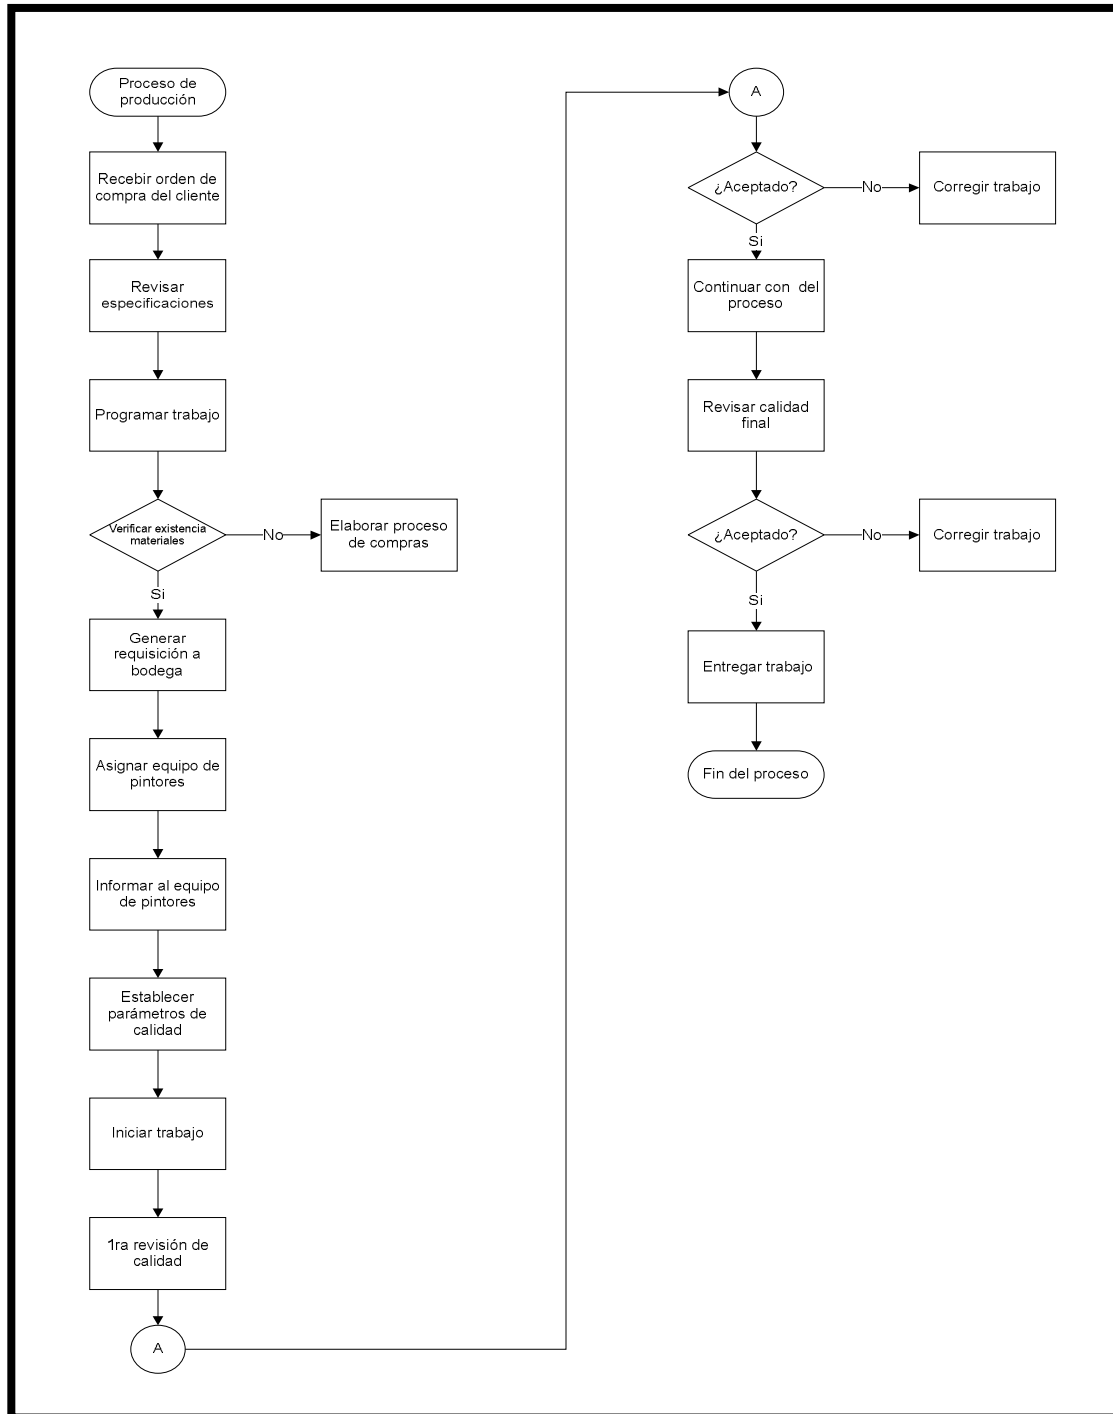 Proceso de
producción
Recebir orden de
compra del cliente
Revisar
especificaciones
Programar trabajo
Verificar existencia
materiales
No
Elaborar proceso
de compras
Si
Generar
requisición a
bodega
Asignar equipo de
pintores
Informar al equipo
de pintores
Establecer
parámetros de
calidad
Iniciar trabajo
1ra revisión de
calidad
A
A
¿Aceptado?
No
Corregir trabajo
Si
Continuar con  del
proceso
Revisar calidad
final
¿Aceptado?
No
Corregir trabajo
Si
Entregar trabajo
Fin del proceso